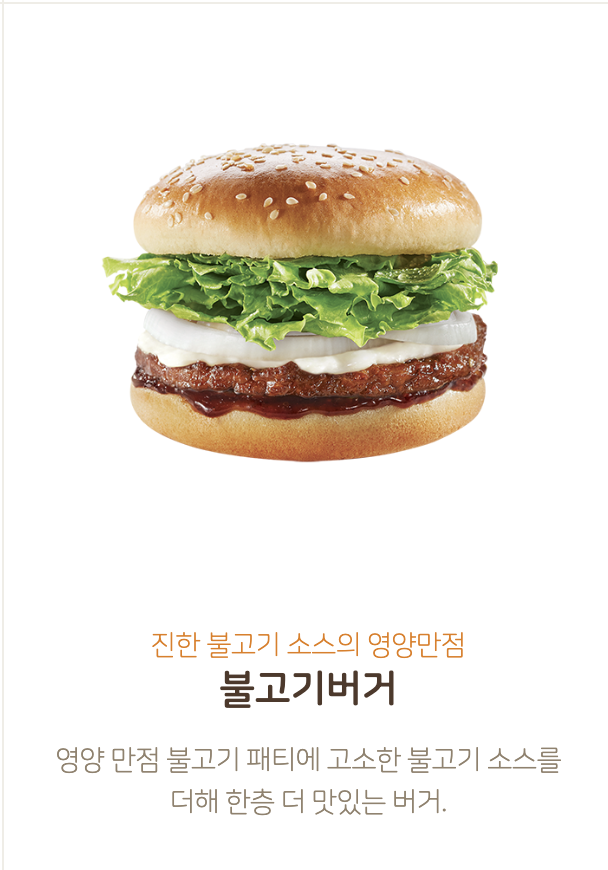 진한 불고기 소스의 영양만점
불고기버거
영양 만점 불고기 패티에 고소한 불고기 소스를
더해 한층 더 맛있는 버거.